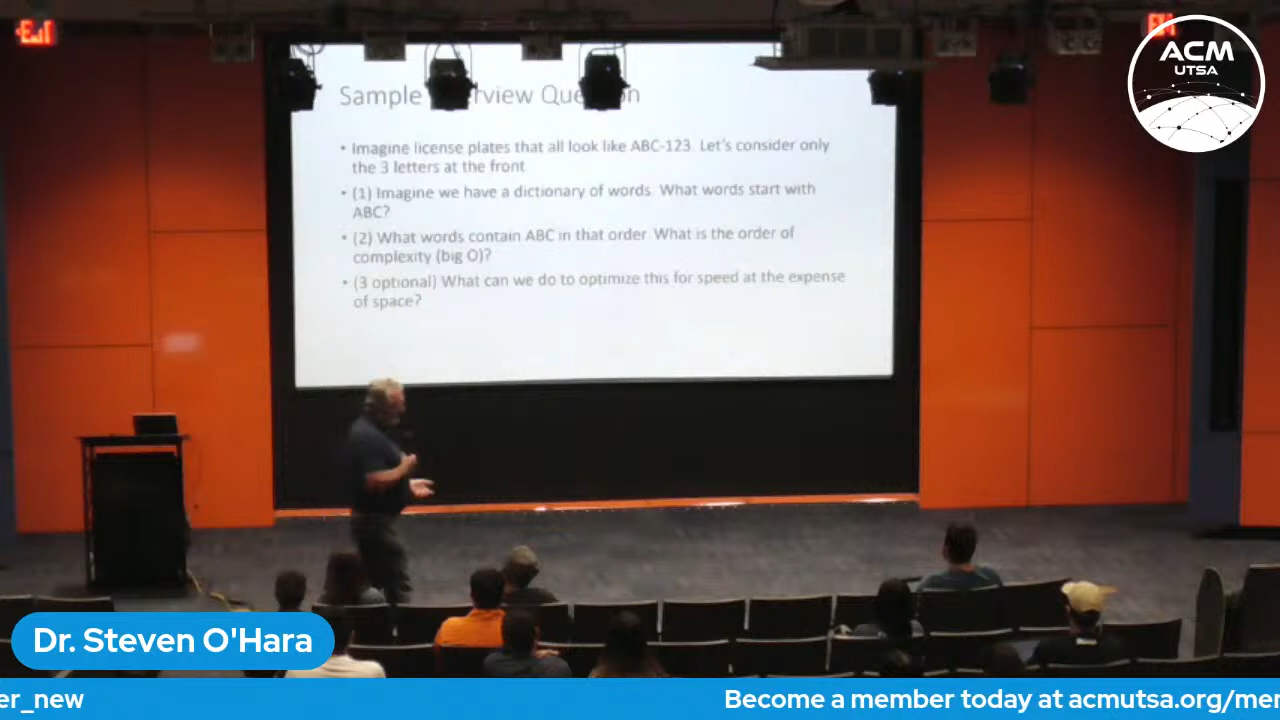 EXIT
ACM
UTSA
Sample
• Imagine license plates that all look like ABC-123. Let's consider only
the 3 letters at the front
• (1) Imagine we have a dictionary of words. What words start with
ABC?
• (2) What words contain ABC in that order. What is the order of
complexity (big O)?
• (3 optional) What can we do to optimize this for speed at the expense
of space?
Dr. Steven O'Hara
er_new
Become a member today at acmutsa.org/mer